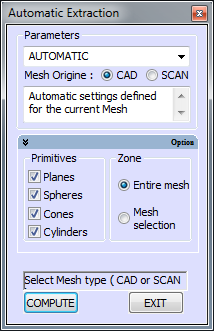 Automatic Extraction
Parameters
AUTOMATIC
Mesh Origine : CAD SCAN
Automatic settings defined
for the current Mesh
Option
Primitives
Planes
Spheres
Cones
Cylinders
Zone
Entire mesh
Mesh
selection
Select Mesh type ( CAD or SCAN
COMPUTE EXIT